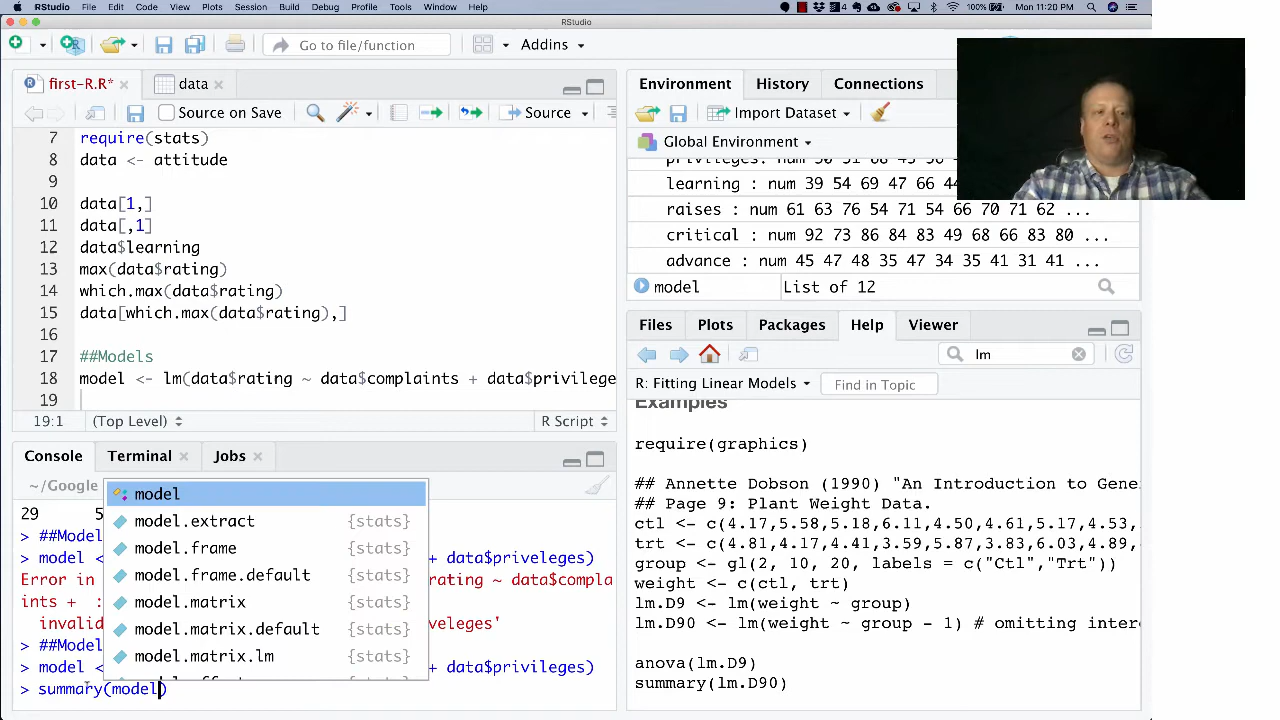 RStudio File Edit Code View Plots Session Build Debug Profile Tools Window Help 4 100% Mon 11:20 PM
RStudio
Go to file/function Addins
first-R.R* data
Source on Save Source
7 require(stats)
8 data <- attitude
9
10 data[1,]
11 data[,1]
12 data$learning
13 max(data$rating)
14 which.max(data$rating)
15 data[which.max(data$rating),]
16
17 ##Models
18 model <- lm(data$rating ~ data$complaints + data$privilege
19
19:1 (Top Level) R Script
Console Terminal Jobs
~/Google
29 5
> ##Model
> model < + data$priveleges)
Error in rating ~ data$compla
ints + :
invalid veleges'
> ##Model
> model < + data$privileges)
> summary(model)
model
model.extract {stats}
model.frame {stats}
model.frame.default {stats}
model.matrix {stats}
model.matrix.default {stats}
model.matrix.lm {stats}
Environment History Connections
Import Dataset
Global Environment
privileges: num 30 51 68 45 56
learning : num 39 54 69 47 66 44
raises : num 61 63 76 54 71 54 66 70 71 62 ...
critical : num 92 73 86 84 83 49 68 66 83 80 ...
advance : num 45 47 48 35 47 34 35 41 31 41 ...
model List of 12
Files Plots Packages Help Viewer
lm
R: Fitting Linear Models Find in Topic
Examples
require(graphics)
## Annette Dobson (1990) "An Introduction to Gene
## Page 9: Plant Weight Data.
ctl <- c(4.17,5.58,5.18,6.11,4.50,4.61,5.17,4.53,
trt <- c(4.81,4.17,4.41,3.59,5.87,3.83,6.03,4.89,
group <- gl(2, 10, 20, labels = c("Ctl","Trt"))
weight <- c(ctl, trt)
lm.D9 <- lm(weight ~ group)
lm.D90 <- lm(weight ~ group - 1) # omitting inter
anova(lm.D9)
summary(lm.D90)